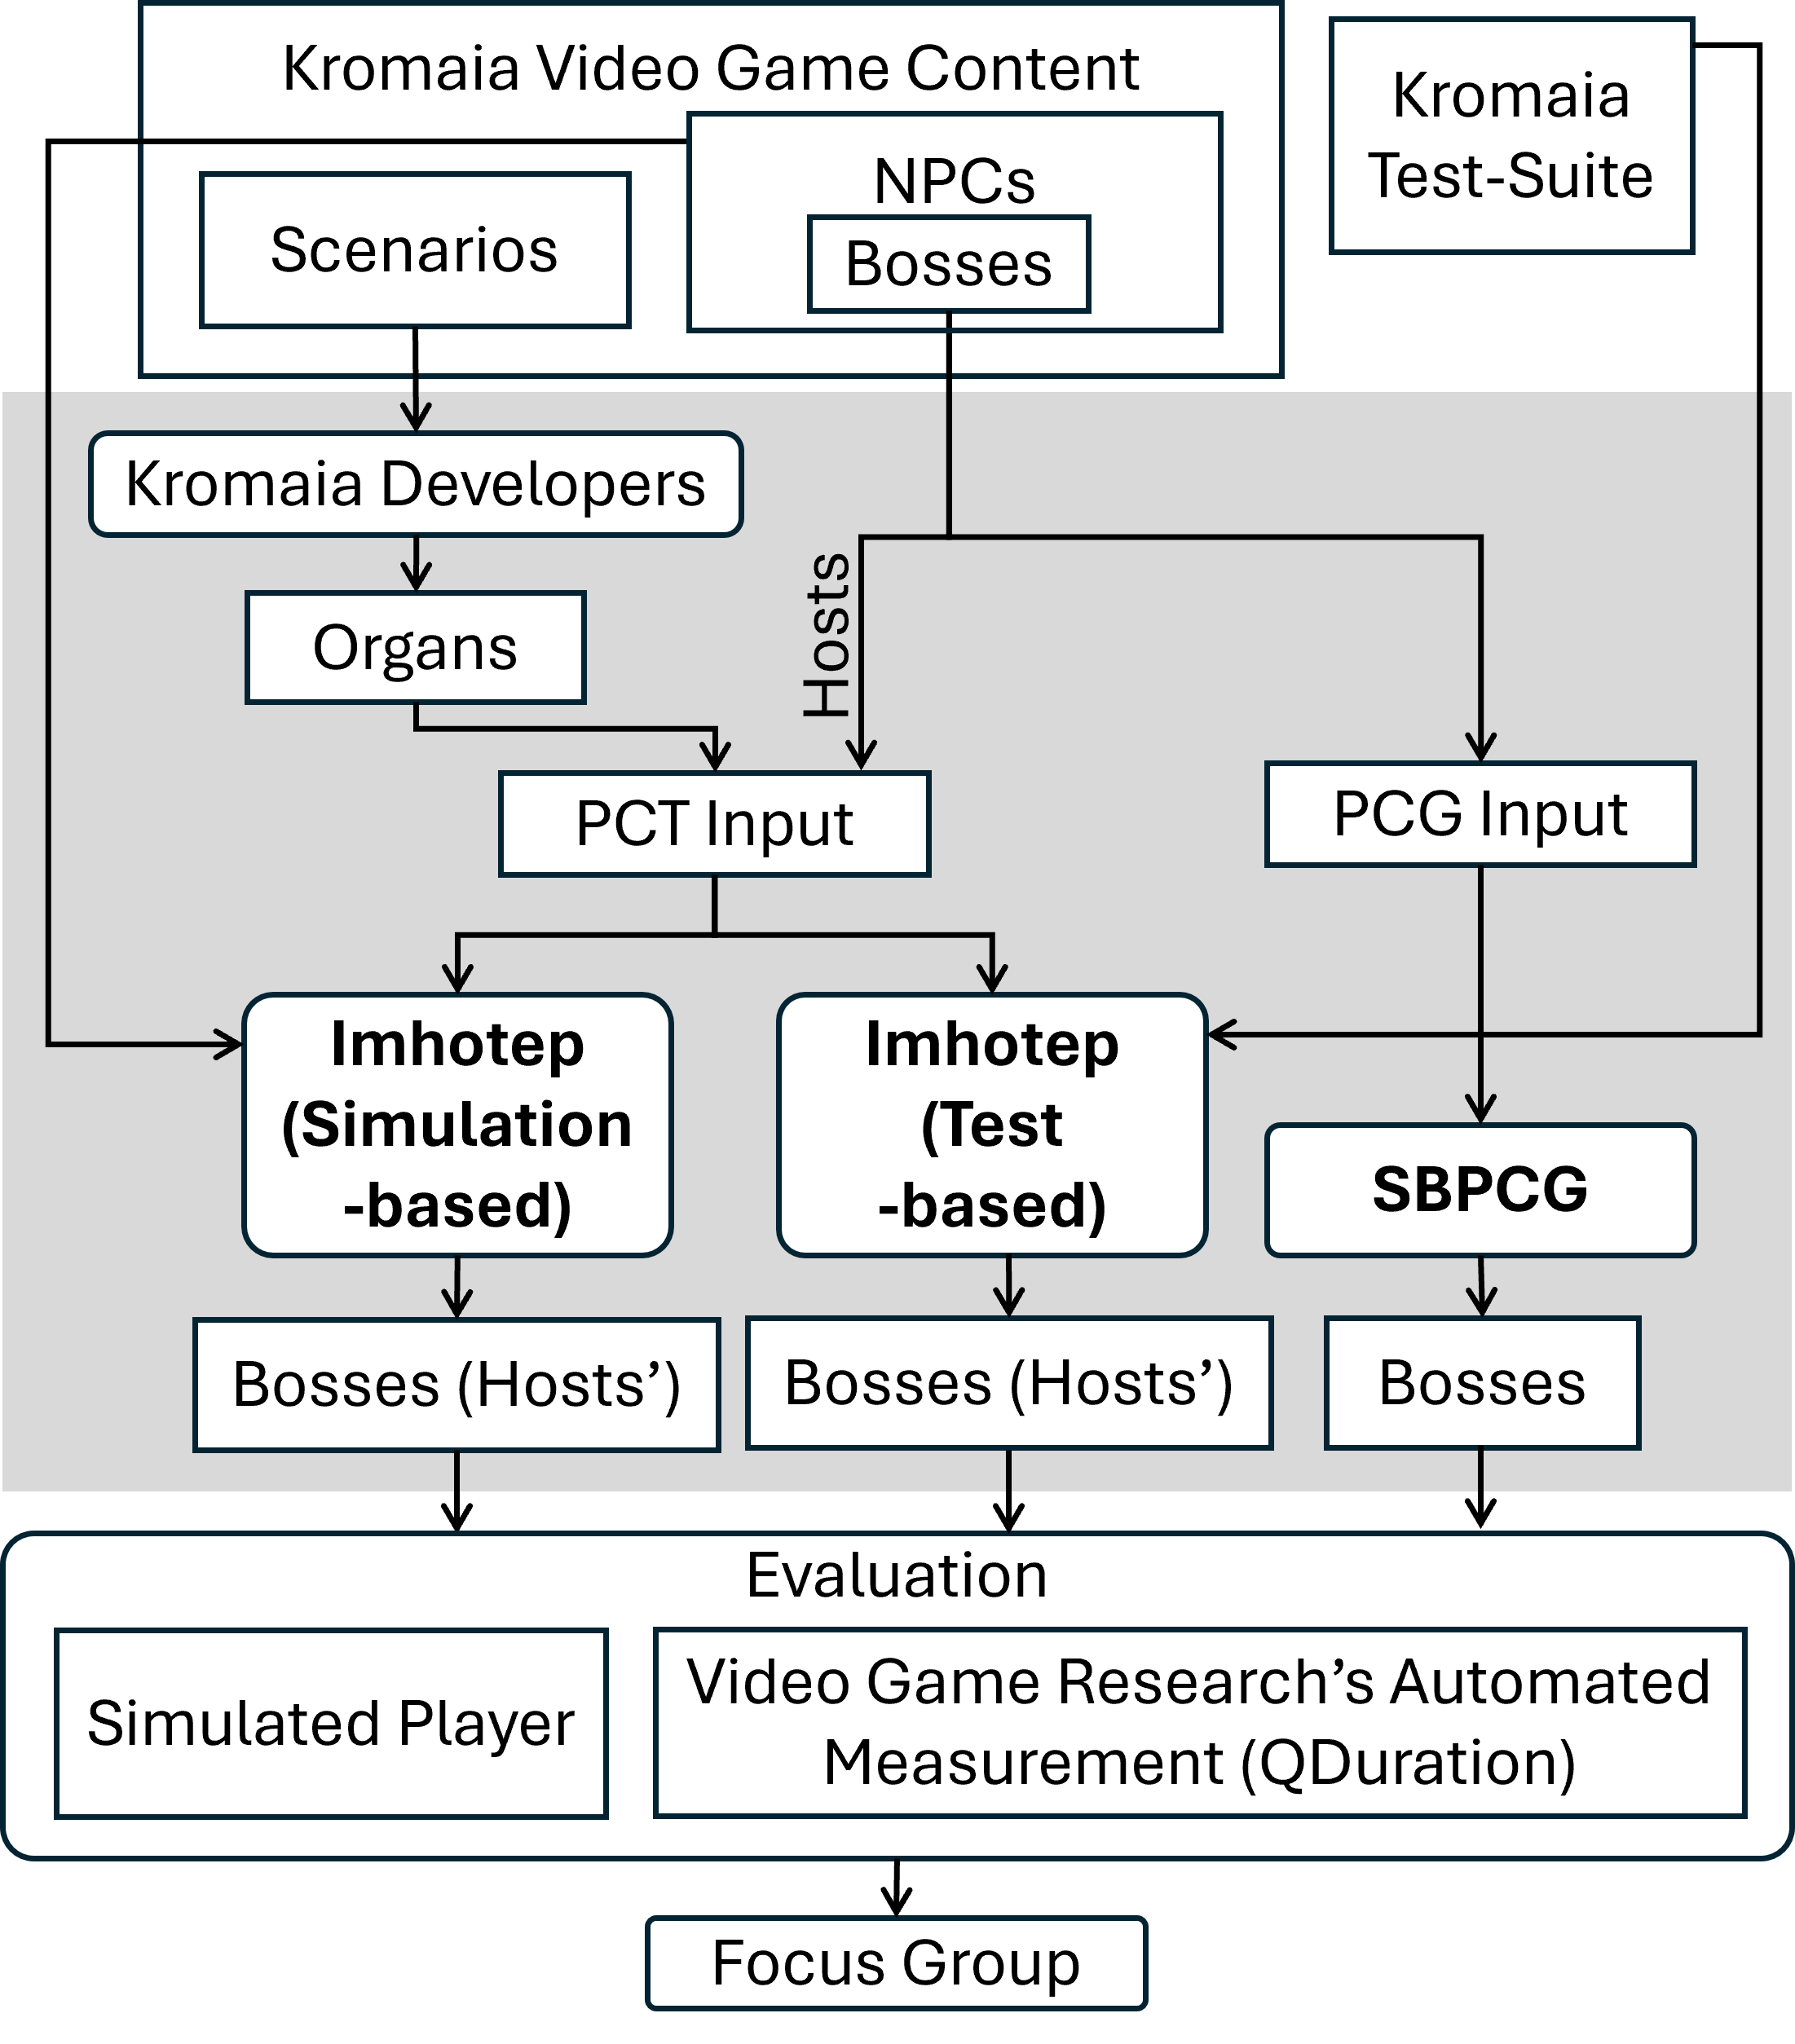 Kromaia Video Game Content
Kromaia
Test-Suite
NPCs
Scenarios
Bosses
Kromaia Developers
Hosts
Organs
PCT Input
PCG Input
Imhotep
(Simulation
-based)
Imhotep
(Test
-based)
SBPCG
Bosses (Hosts’)
Bosses (Hosts’)
Bosses
Evaluation
Simulated Player
Video Game Research’s Automated
Measurement (QDuration)
Focus Group